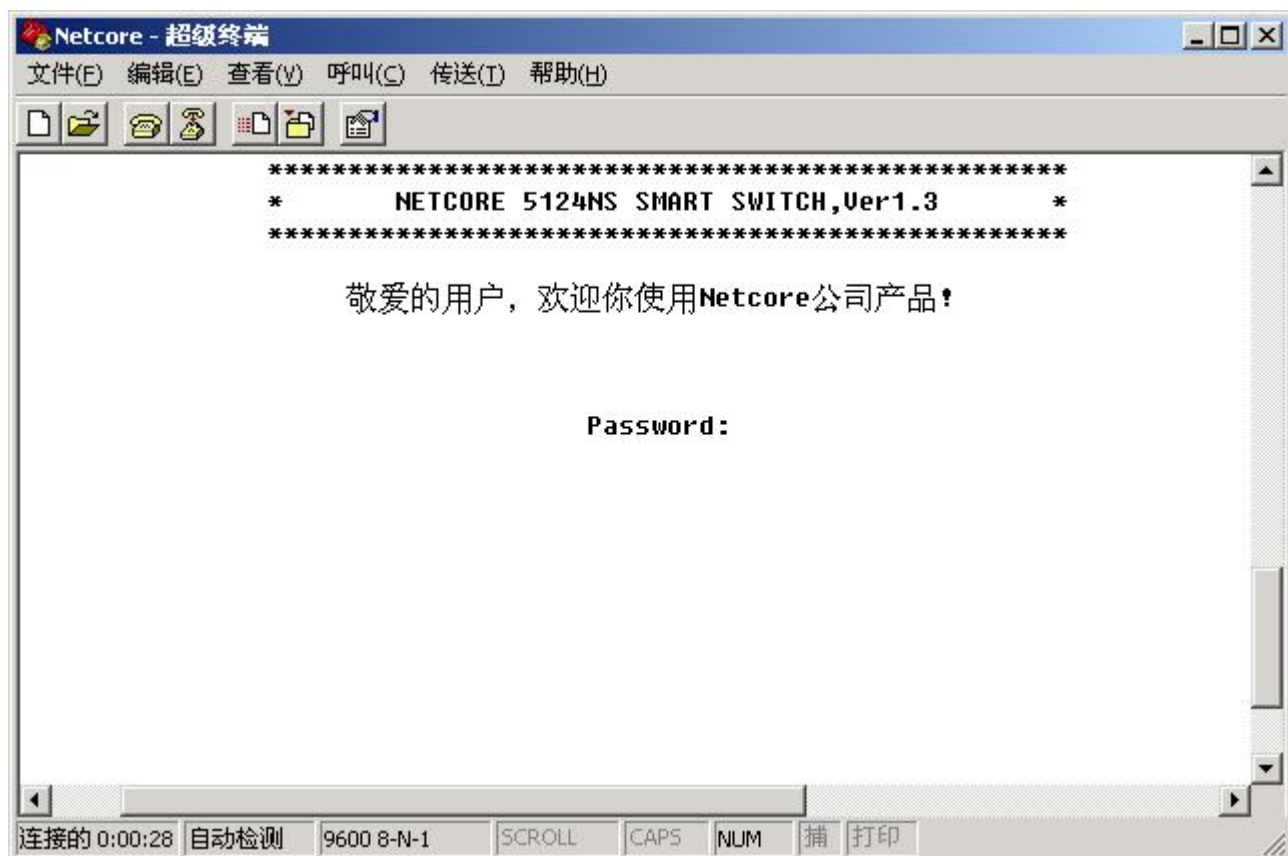 Netcore - 超级终端
文件(F) 编辑(E) 查看(V) 呼叫(C) 传送(T) 帮助(H)
**************************************************
* NETCORE 5124NS SMART SWITCH,Ver1.3 *
**************************************************
敬爱的用户，欢迎你使用Netcore公司产品!
Password:
连接的 0:00:28 自动检测 9600 8-N-1 SCROLL CAPS NUM 捕 打印